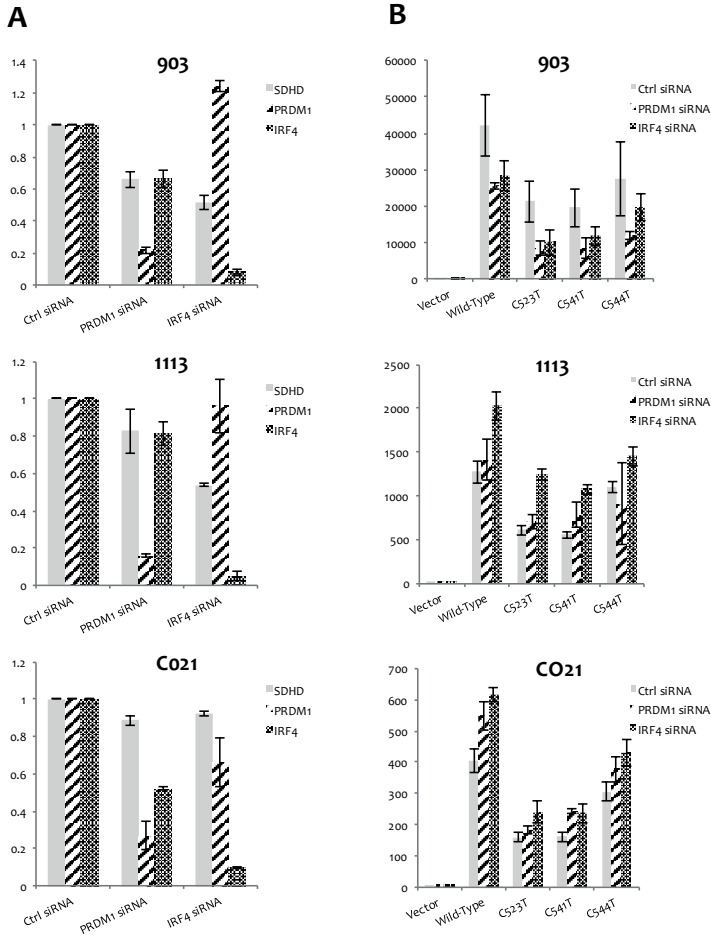 A
903
1.4
1.2
1
0.8
0.6
0.4
0.2
0
Ctrl siRNA
PRDM1 siRNA
IRF4 siRNA
SDHD
PRDM1
IRF4
1113
1.2
1
0.8
0.6
0.4
0.2
0
Ctrl siRNA
PRDM1 siRNA
IRF4 siRNA
SDHD
PRDM1
IRF4
C021
1.2
1
0.8
0.6
0.4
0.2
0
Ctrl siRNA
PRDM1 siRNA
IRF4 siRNA
SDHD
PRDM1
IRF4
B
903
60000
50000
40000
30000
20000
10000
0
Vector
Wild-Type
C523T
C541T
C544T
Ctrl siRNA
PRDM1 siRNA
IRF4 siRNA
1113
2500
2000
1500
1000
500
0
Vector
Wild-Type
C523T
C541T
C544T
Ctrl siRNA
PRDM1 siRNA
IRF4 siRNA
CO21
700
600
500
400
300
200
100
0
Vector
Wild-Type
C523T
C541T
C544T
Ctrl siRNA
PRDM1 siRNA
IRF4 siRNA